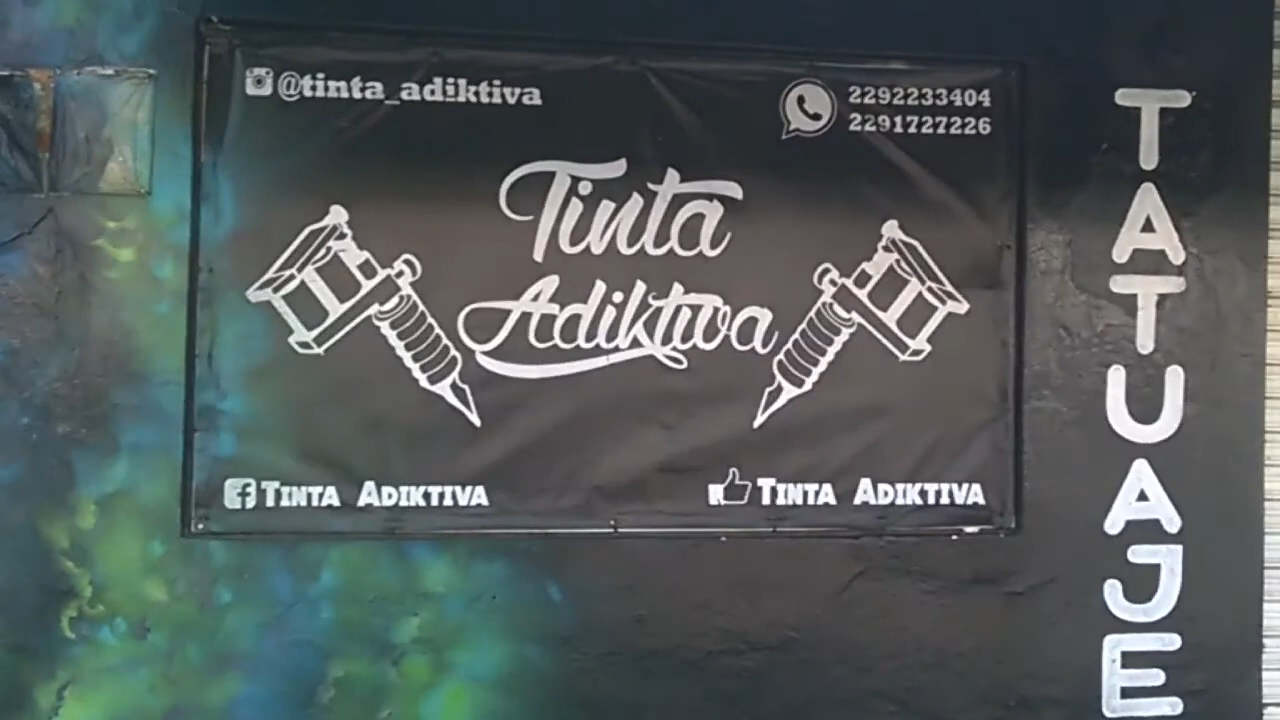 @tinta_adiktiva
2292233404
2291727226
Tinta
Adiktiva
TINTA ADIKTIVA
TINTA ADIKTIVA
TATUAJE